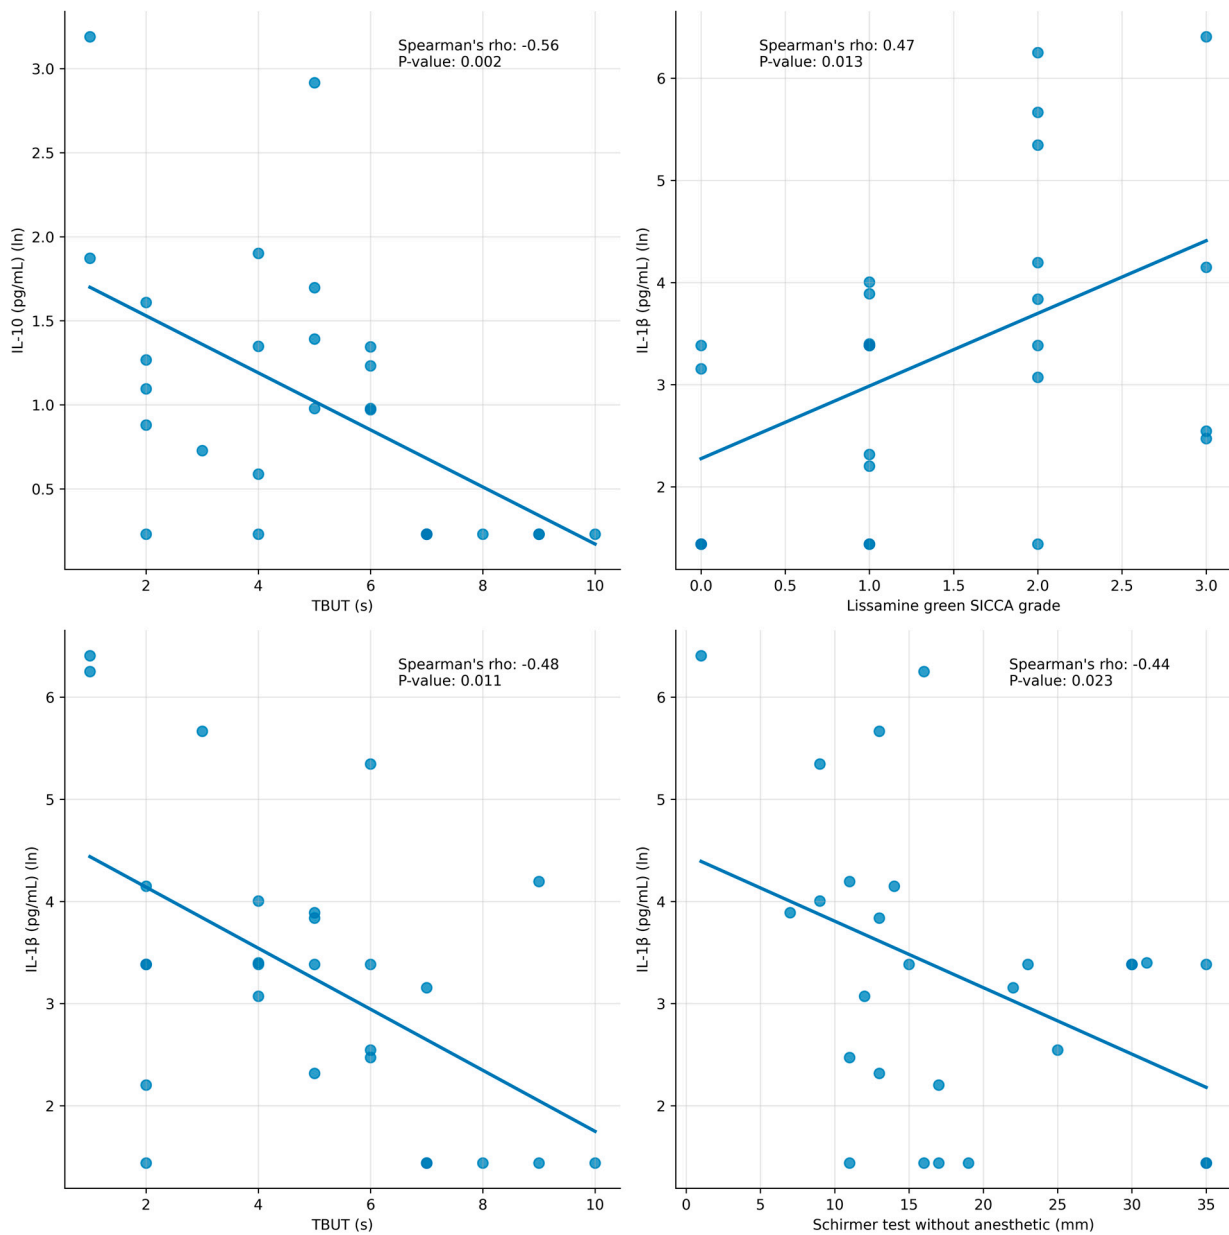 Spearman's rho: -0.56
P-value: 0.002
3.0
2.5
2.0
1.5
1.0
0.5
IL-10 (pg/mL) (ln)
2
4
6
8
10
TBUT (s)
Spearman's rho: 0.47
P-value: 0.013
6
5
4
3
2
IL-1β (pg/mL) (ln)
0.0
0.5
1.0
1.5
2.0
2.5
3.0
Lissamine green SICCA grade
Spearman's rho: -0.48
P-value: 0.011
6
5
4
3
2
IL-1β (pg/mL) (ln)
2
4
6
8
10
TBUT (s)
Spearman's rho: -0.44
P-value: 0.023
6
5
4
3
2
IL-1β (pg/mL) (ln)
0
5
10
15
20
25
30
35
Schirmer test without anesthetic (mm)